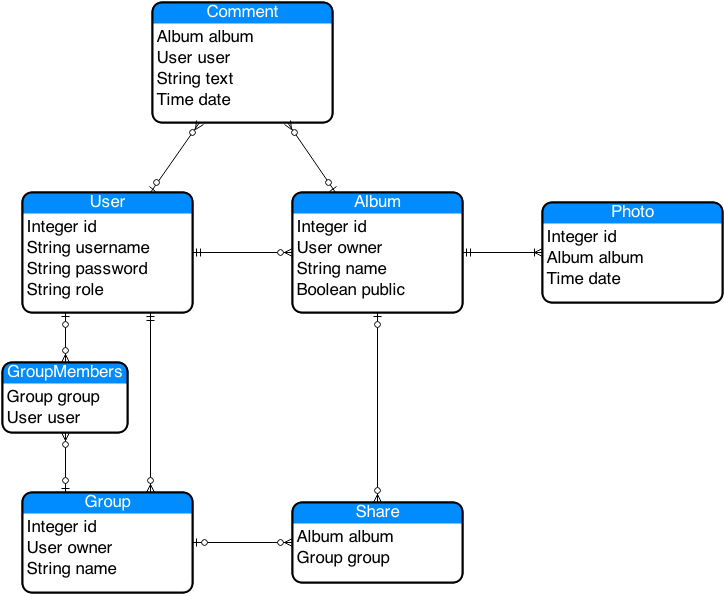 Comment
Album album
User user
String text
Time date
User
Integer id
String username
String password
String role
Album
Integer id
User owner
String name
Boolean public
Photo
Integer id
Album album
Time date
GroupMembers
Group group
User user
Group
Integer id
User owner
String name
Share
Album album
Group group